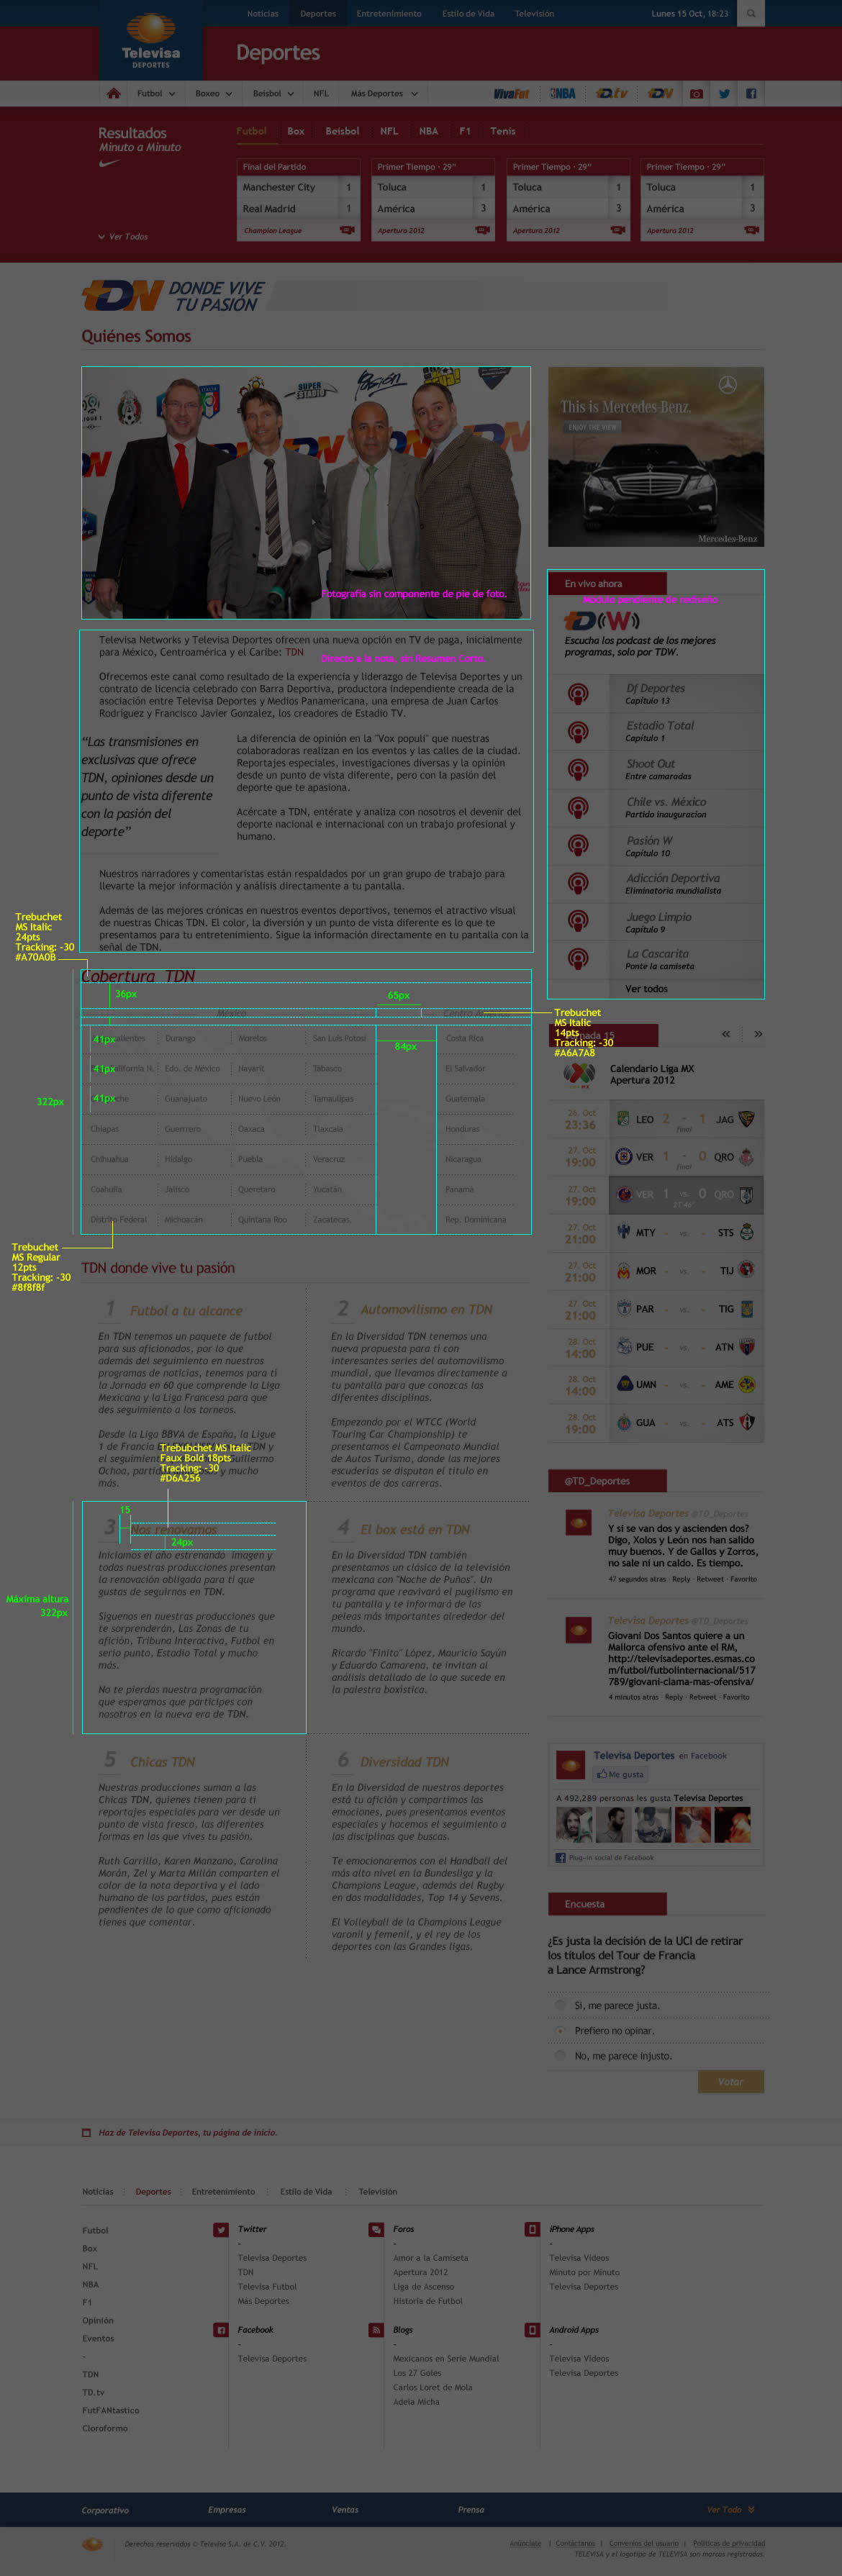 Noticias Deportes Entretenimiento Estilo de Vida Televisión Lunes 15 Oct, 18:23
Televisa
DEPORTES
Deportes
Futbol Boxeo Beisbol NFL Más Deportes VivaFut NBA TD.tv TDN
Resultados
Minuto a Minuto
Ver Todos
Futbol Box Beisbol NFL NBA F1 Tenis
Final del Partido
Manchester City 1
Real Madrid 1
Champion League
Primer Tiempo - 29"
Toluca 1
América 3
Apertura 2012
Primer Tiempo - 29"
Toluca 1
América 3
Apertura 2012
Primer Tiempo - 29"
Toluca 1
América 3
Apertura 2012
TDN DONDE VIVE
TU PASIÓN
Quiénes Somos
SUPER
ESTADIO
Fotografía sin componente de pie de foto.
This is Mercedes-Benz.
ENJOY THE VIEW
Mercedes-Benz
Televisa Networks y Televisa Deportes ofrecen una nueva opción en TV de paga, inicialmente
para México, Centroamérica y el Caribe: TDN
Directo a la nota, sin Resumen Corto.
Ofrecemos este canal como resultado de la experiencia y liderazgo de Televisa Deportes y un
contrato de licencia celebrado con Barra Deportiva, productora independiente creada de la
asociación entre Televisa Deportes y Medios Panamericana, una empresa de Juan Carlos
Rodríguez y Francisco Javier Gonzalez, los creadores de Estadio TV.
“Las transmisiones en
exclusivas que ofrece
TDN, opiniones desde un
punto de vista diferente
con la pasión del
deporte”
La diferencia de opinión en la "Vox populi" que nuestras
colaboradoras realizan en los eventos y las calles de la ciudad.
Reportajes especiales, investigaciones diversas y la opinión
desde un punto de vista diferente, pero con la pasión del
deporte que te apasiona.
Acércate a TDN, entérate y analiza con nosotros el devenir del
deporte nacional e internacional con un trabajo profesional y
humano.
Nuestros narradores y comentaristas están respaldados por un gran grupo de trabajo para
llevarte la mejor información y análisis directamente a tu pantalla.
Además de las mejores crónicas en nuestros eventos deportivos, tenemos el atractivo visual
de nuestras Chicas TDN. El color, la diversión y un punto de vista diferente es lo que te
presentamos para tu entretenimiento. Sigue la información directamente en tu pantalla con la
señal de TDN.
Trebuchet
MS Italic
24pts
Tracking: -30
#A70A0B
Cobertura TDN
36px
65px
84px
41px
41px
41px
322px
Durango Morelos San Luis Potosí Costa Rica
Edo. de México Nayarit Tabasco El Salvador
Guanajuato Nuevo León Tamaulipas Guatemala
Chiapas Guerrero Oaxaca Tlaxcala Honduras
Chihuahua Hidalgo Puebla Veracruz Nicaragua
Coahuila Jalisco Querétaro Yucatán Panamá
Distrito Federal Michoacán Quintana Roo Zacatecas. Rep. Dominicana
Trebuchet
MS Regular
12pts
Tracking: -30
#8f8f8f
Trebuchet
MS Italic
14pts
Tracking: -30
#A6A7A8
TDN donde vive tu pasión
1 Futbol a tu alcance
En TDN tenemos un paquete de futbol
para sus aficionados, por lo que
además del seguimiento en nuestros
programas de noticias, tenemos para ti
la Jornada en 60 que comprende la Liga
Mexicana y la Liga Francesa para que
des seguimiento a los torneos.
Desde la Liga BBVA de España, la Ligue
1 de Francia
el seguimien
Ochoa, parti y mucho
más.
2 Automovilismo en TDN
En la Diversidad TDN tenemos una
nueva propuesta para ti con
interesantes series del automovilismo
mundial, que llevamos directamente a
tu pantalla para que conozcas las
diferentes disciplinas.
Empezando por el WTCC (World
Touring Car Championship) te
presentamos el Campeonato Mundial
de Autos Turismo, donde las mejores
escuderías se disputan el título en
eventos de dos carreras.
Trebubchet MS Italic
Faux Bold 18pts
Tracking: -30
#D6A256
15
24px
Máxima altura
322px
3 Nos renovamos
Iniciamos el año estrenando imagen y
todas nuestras producciones presentan
la renovación obligada para ti que
gustas de seguirnos en TDN.
Síguenos en nuestras producciones que
te sorprenderán, Las Zonas de tu
afición, Tribuna Interactiva, Futbol en
serio punto, Estadio Total y mucho
más.
No te pierdas nuestra programación
que esperamos que participes con
nosotros en la nueva era de TDN.
4 El box está en TDN
En la Diversidad TDN también
presentamos un clásico de la televisión
mexicana con "Noche de Puños". Un
programa que reavivará el pugilismo en
tu pantalla y te informará de las
peleas más importantes alrededor del
mundo.
Ricardo "Finito" López, Mauricio Sayún
y Eduardo Camarena, te invitan al
análisis detallado de lo que sucede en
la palestra boxística.
5 Chicas TDN
Nuestras producciones suman a las
Chicas TDN, quienes tienen para ti
reportajes especiales para ver desde un
punto de vista fresco, las diferentes
formas en las que vives tu pasión.
Ruth Carrillo, Karen Manzano, Carolina
Morán, Zel y Marta Millán comparten el
color de la nota deportiva y el lado
humano de los partidos, pues están
pendientes de lo que como aficionado
tienes que comentar.
6 Diversidad TDN
En la Diversidad de nuestros deportes
está tu afición y compartimos las
emociones, pues presentamos eventos
especiales y hacemos el seguimiento a
las disciplinas que buscas.
Te emocionaremos con el Handball del
más alto nivel en la Bundesliga y la
Champions League, además del Rugby
en dos modalidades, Top 14 y Sevens.
El Volleyball de la Champions League
varonil y femenil, y el rey de los
deportes con las Grandes ligas.
En vivo ahora
Módulo pendiente de rediseño
TD(W)
Escucha los podcast de los mejores
programas, solo por TDW.
Df Deportes
Capitulo 13
Estadio Total
Capitulo 1
Shoot Out
Entre camaradas
Chile vs. México
Partido inauguracion
Pasión W
Capitulo 10
Adicción Deportiva
Eliminatoria mundialista
Juego Limpio
Capitulo 9
La Cascarita
Ponte la camiseta
Ver todos
15
Calendario Liga MX
Apertura 2012
26. Oct
23:36 LEO 2 - 1 JAG
final
27. Oct
19:00 VER 1 - 0 QRO
final
27. Oct
19:00 VER 1 vs. 0 QRO
27. Oct
21:00 MTY - vs. - STS
27. Oct
21:00 MOR - vs. - TIJ
27. Oct
21:00 PAR - vs. - TIG
28. Oct
14:00 PUE - vs. - ATN
28. Oct
14:00 UMN - vs. - AME
28. Oct
19:00 GUA - vs. - ATS
@TD_Deportes
Televisa Deportes @TD_Deportes
Y si se van dos y ascienden dos?
Digo, Xolos y León nos han salido
muy buenos. Y de Gallos y Zorros,
no sale ni un caldo. Es tiempo.
47 segundos atras · Reply · Retweet · Favorito
Televisa Deportes @TD_Deportes
Giovani Dos Santos quiere a un
Mallorca ofensivo ante el RM,
http://televisadeportes.esmas.co
m/futbol/futbolinternacional/517
789/giovani-clama-mas-ofensiva/
4 minutos atras · Reply · Retweet · Favorito
Televisa Deportes en Facebook
Me gusta
A 492,289 personas les gusta Televisa Deportes
Plug-in social de Facebook
Encuesta
¿Es justa la decisión de la UCI de retirar
los títulos del Tour de Francia
a Lance Armstrong?
Si, me parece justa.
Prefiero no opinar.
No, me parece injusto.
Votar
Haz de Televisa Deportes, tu página de inicio.
Noticias Deportes Entretenimiento Estilo de Vida Televisión
Futbol
Box
NFL
NBA
F1
Opinión
Eventos
-
TDN
TD.tv
FutFANtastico
Cloroformo
Twitter
-
Televisa Deportes
TDN
Televisa Futbol
Más Deportes
Facebook
-
Televisa Deportes
Foros
-
Amor a la Camiseta
Apertura 2012
Liga de Ascenso
Historia de Futbol
Blogs
-
Mexicanos en Serie Mundial
Los 27 Goles
Carlos Loret de Mola
Adela Micha
iPhone Apps
-
Televisa Videos
Minuto por Minuto
Televina Deportes
Android Apps
-
Televisa Videos
Televisa Deportes
Corporativo Empresas Ventas Prensa Ver Todo
Derechos reservados © Televisa S.A. de C.V. 2012.
Anúnciate | Contáctanos | Convenios del usuario | Políticas de privacidad
TELEVISA y el logotipo de TELEVISA son marcas registradas.